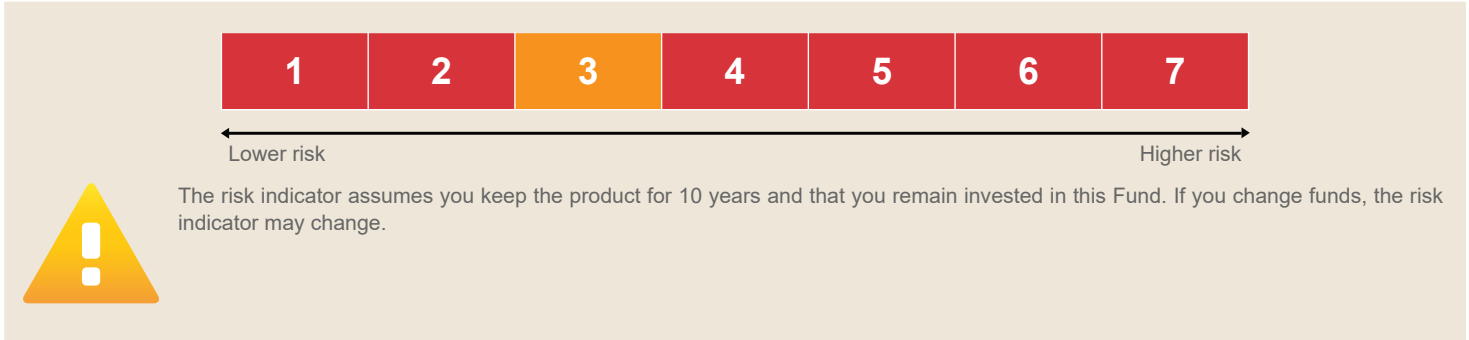 1 2 3 4 5 6 7
Lower risk Higher risk
The risk indicator assumes you keep the product for 10 years and that you remain invested in this Fund. If you change funds, the risk
indicator may change.